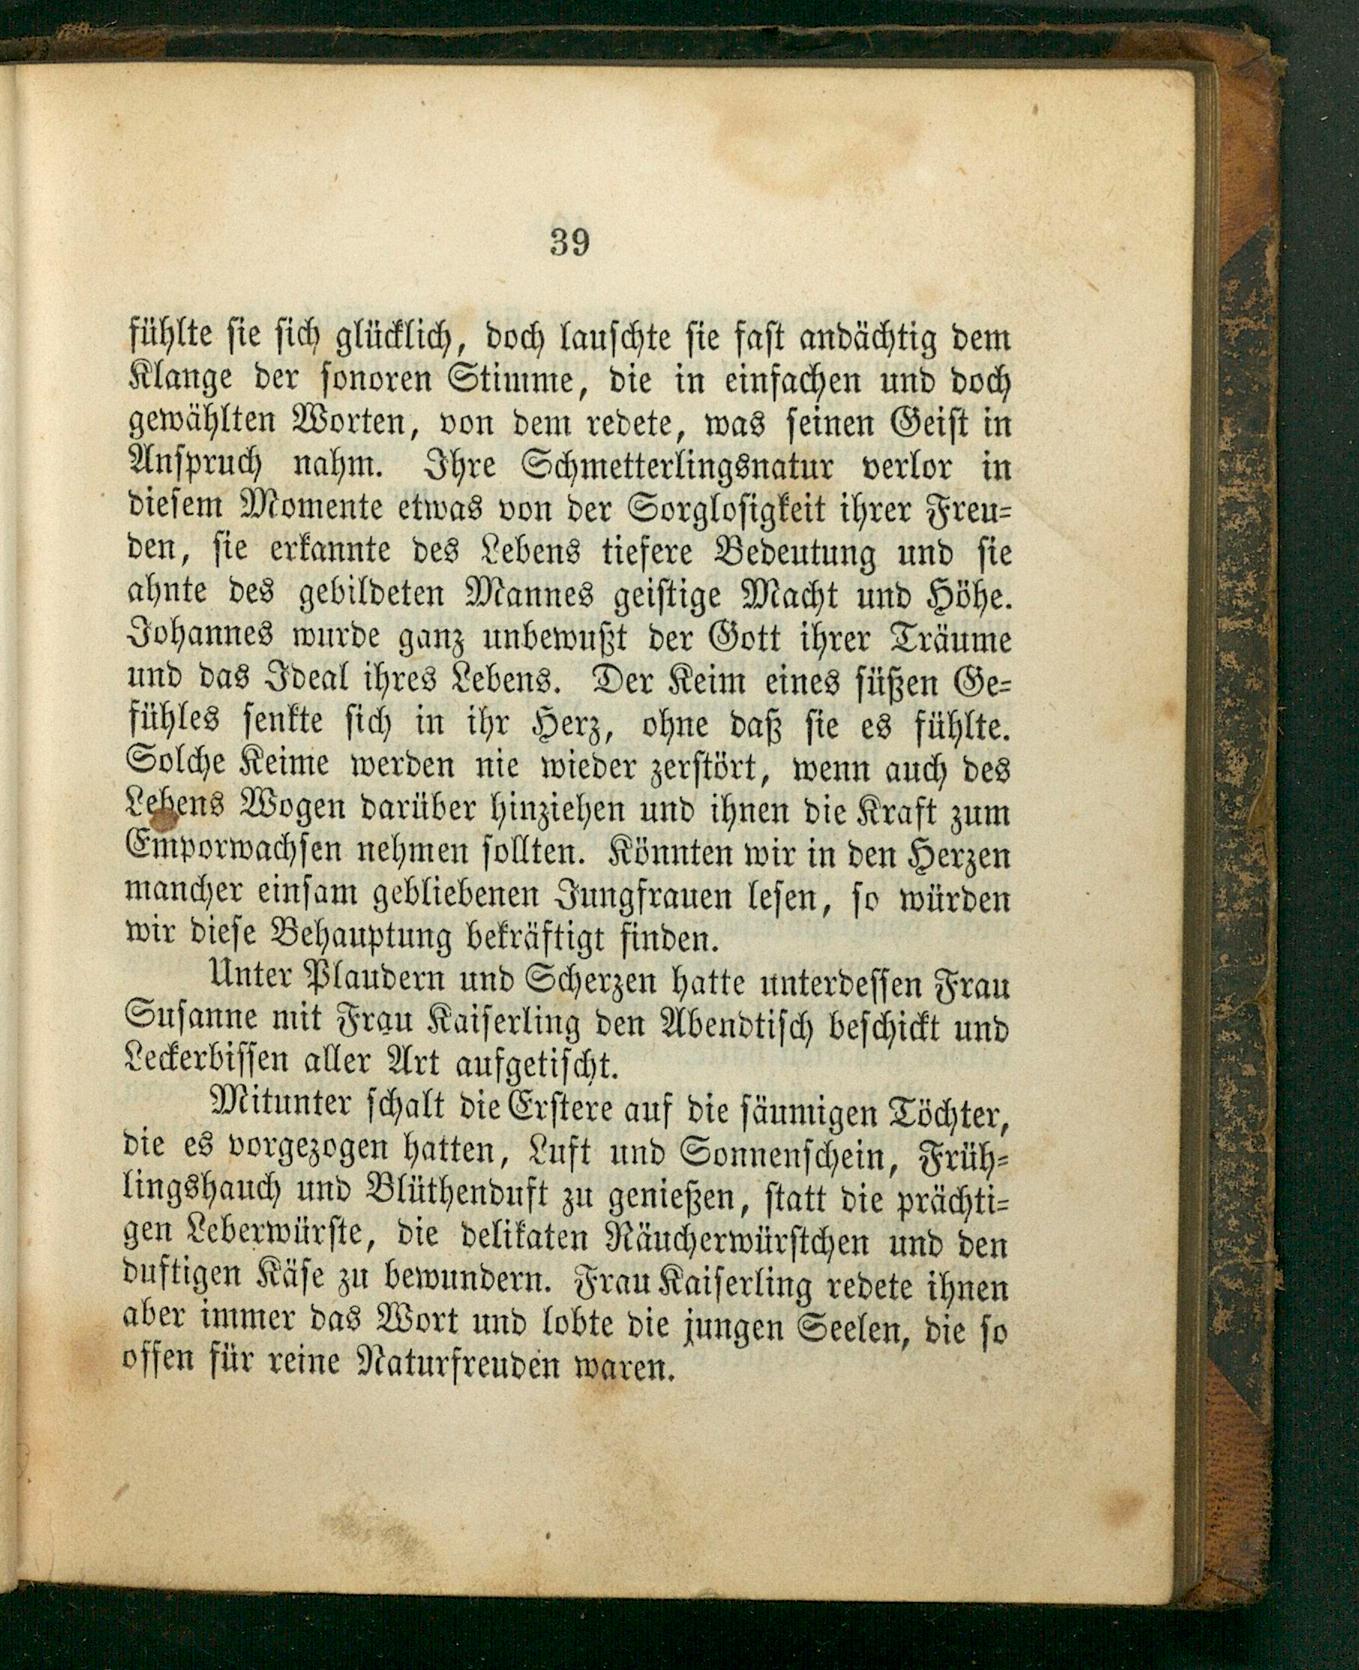 39
fühlte sie sich glücklich, doch lauschte sie fast andächtig dem
Klange der sonoren Stimme, die in einfachen und doch
gewählten Worten, von dem redete, was seinen Geist in
Anspruch nahm. Ihre Schmetterlingsnatur verlor in
diesem Momente etwas von der Sorglosigkeit ihrer Freu-
den, sie erkannte des Lebens tiefere Bedeutung und sie
ahnte des gebildeten Mannes geistige Macht und Höhe.
Johannes wurde ganz unbewußt der Gott ihrer Träume
und das Ideal ihres Lebens. Der Keim eines süßen Ge-
fühles senkte sich in ihr Herz, ohne daß sie es fühlte.
Solche Keime werden nie wieder zerstört, wenn auch des
Lebens Wogen darüber hinziehen und ihnen die Kraft zum
Emporwachsen nehmen sollten. Könnten wir in den Herzen
mancher einsam gebliebenen Jungfrauen lesen, so würden
wir diese Behauptung bekräftigt finden.
Unter Plaudern und Scherzen hatte unterdessen Frau
Susanne mit Frau Kaiserling den Abendtisch beschickt und
Leckerbissen aller Art aufgetischt.
Mitunter schalt die Erstere auf die säumigen Töchter,
die es vorgezogen hatten, Luft und Sonnenschein, Früh-
lingshauch und Blüthenduft zu genießen, statt die prächti-
gen Leberwürste, die delikaten Räucherwürstchen und den
duftigen Käse zu bewundern. Frau Kaiserling redete ihnen
aber immer das Wort und lobte die jungen Seelen, die so
offen für reine Naturfreuden waren.